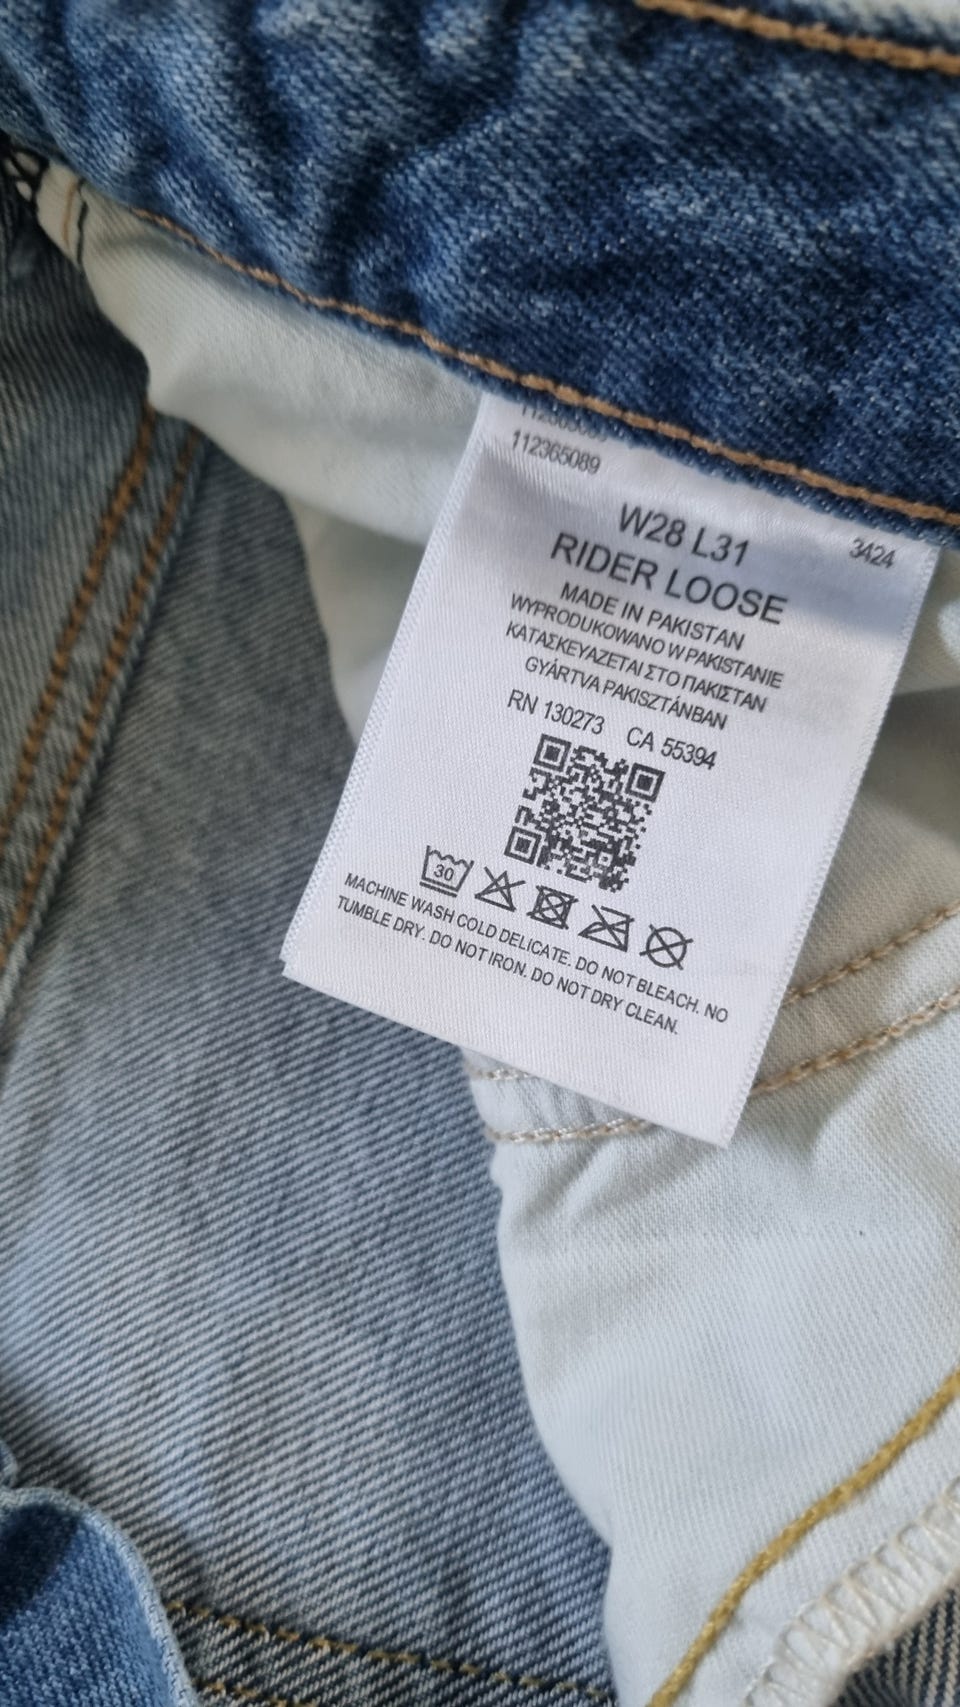 112365089
W28 L31
3424
RIDER LOOSE
MADE IN PAKISTAN
WYPRODUKOWANO W PAKISTANIE
ΚΑΤΑΣΚΕΥΑΖΕΤΑΙ ΣΤΟ ΠΑΚΙΣΤΑΝ
GYÁRTVA PAKISZTÁNBAN
RN 130273 CA 55394
30
MACHINE WASH COLD DELICATE. DO NOT BLEACH. NO
TUMBLE DRY. DO NOT IRON. DO NOT DRY CLEAN.